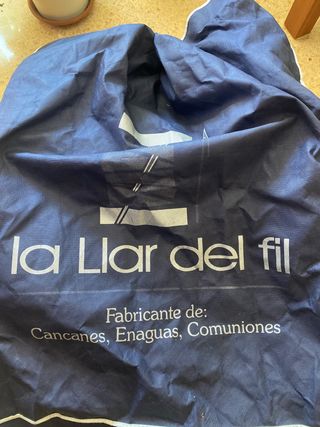 la Llar del fil
Fabricante de:
Cancanes, Enaguas, Comuniones